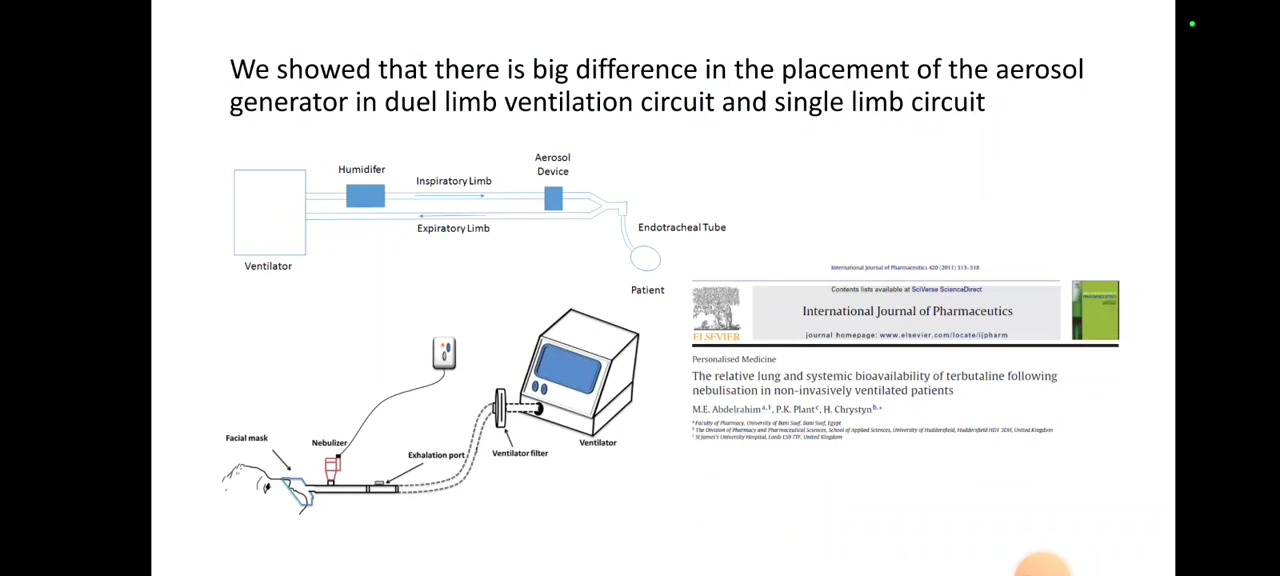 We showed that there is big difference in the placement of the aerosol
generator in duel limb ventilation circuit and single limb circuit
Aerosol
Device
Humidifer
Inspiratory Limb
Expiratory Limb
Endotracheal Tube
Ventilator
Patient
Facial mask
Nebulizer
Exhalation port
Ventilator filter
Ventilator
International Journal of Pharmaceutics 420 (2011) 313–318
Contents lists available at SciVerse ScienceDirect
International Journal of Pharmaceutics
journal homepage: www.elsevier.com/locate/ijpharm
ELSEVIER
Personalised Medicine
The relative lung and systemic bioavailability of terbutaline following
nebulisation in non-invasively ventilated patients
M.E. Abdelrahim a,1, P.K. Plant c, H. Chrystyn b,*
a Faculty of Pharmacy, University of Bani Suef, Bani Suef, Egypt
b The Division of Pharmacy and Pharmaceutical Sciences, School of Applied Sciences, University of Huddersfield, Huddersfield HD1 3DH, United Kingdom
c St James's University Hospital, Leeds LS9 7TF, United Kingdom